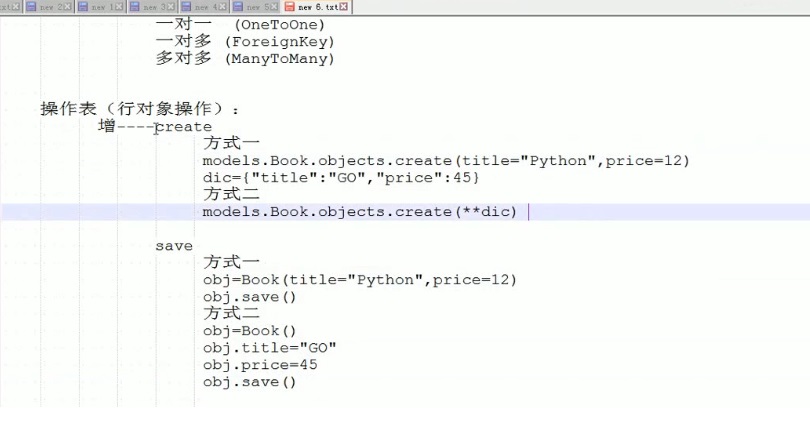 txt
new 2
new 1
new 3
new 4
new 5
new 6.txt
一对一 (OneToOne)
一对多 (ForeignKey)
多对多 (ManyToMany)
操作表（行对象操作）：
增----create
方式一
models.Book.objects.create(title="Python",price=12)
dic={"title":"GO","price":45}
方式二
models.Book.objects.create(**dic)
save
方式一
obj=Book(title="Python",price=12)
obj.save()
方式二
obj=Book()
obj.title="GO"
obj.price=45
obj.save()